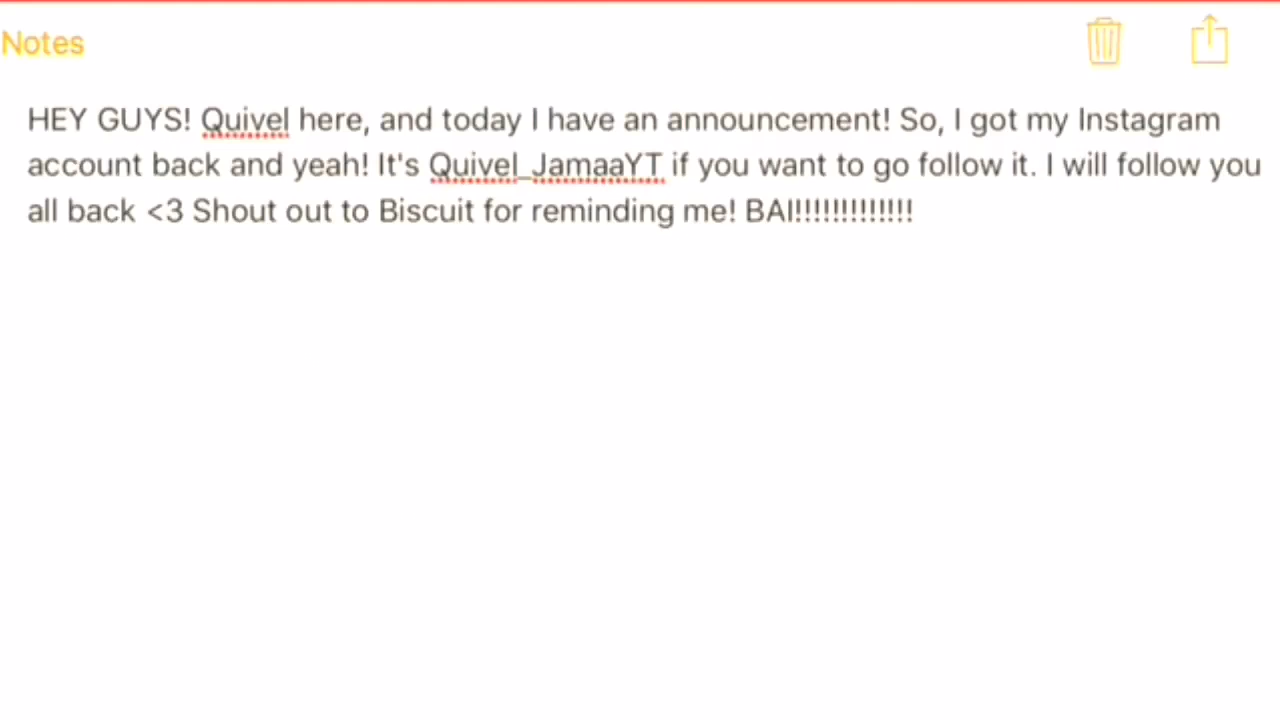 Notes
HEY GUYS! Quivel here, and today I have an announcement! So, I got my Instagram
account back and yeah! It's Quivel_JamaaYT if you want to go follow it. I will follow you
all back <3 Shout out to Biscuit for reminding me! BAI!!!!!!!!!!!!!